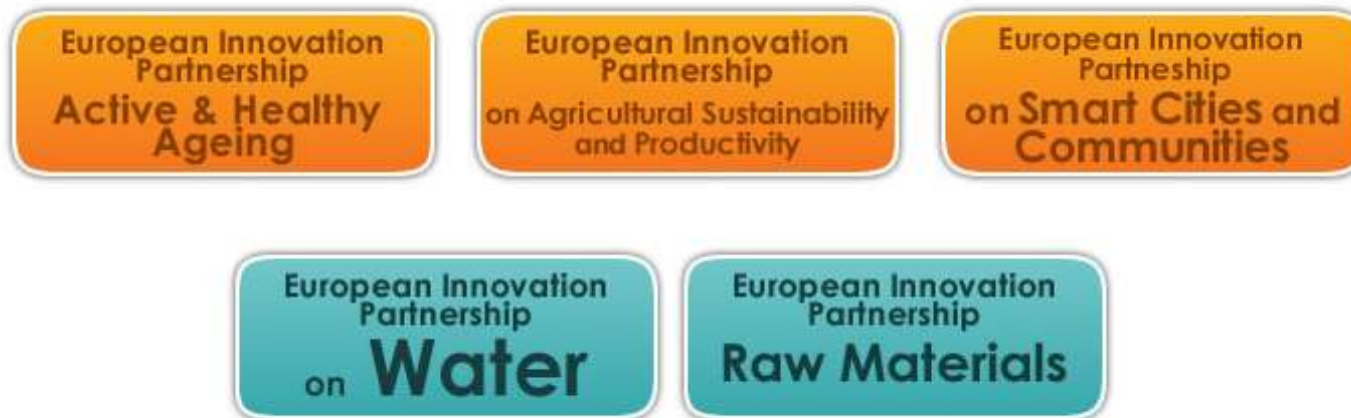 European Innovation
Partnership
Active & Healthy
Ageing
European Innovation
Partnership
on Agricultural Sustainability
and Productivity
European Innovation
Partneship
on Smart Cities and
Communities
European Innovation
Partnership
on Water
European Innovation
Partnership
Raw Materials